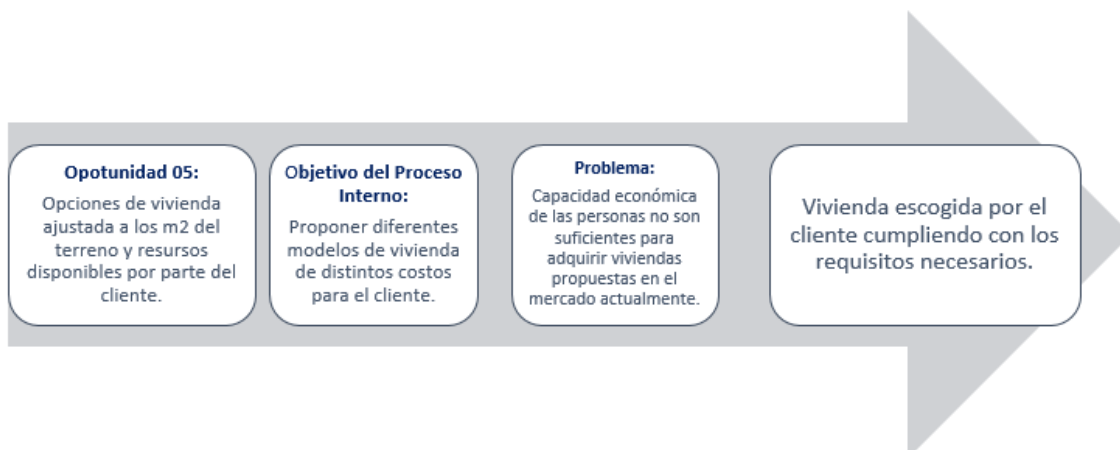 Opotunidad 05:
Opciones de vivienda
ajustada a los m2 del
terreno y resursos
disponibles por parte del
cliente.
Objetivo del Proceso
Interno:
Proponer diferentes
modelos de vivienda
de distintos costos
para el cliente.
Problema:
Capacidad económica
de las personas no son
suficientes para
adquirir viviendas
propuestas en el
mercado actualmente.
Vivienda escogida por el
cliente cumpliendo con los
requisitos necesarios.